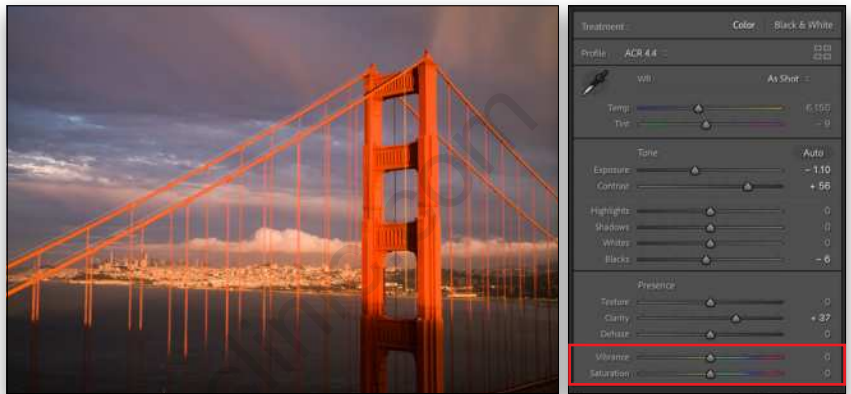 Treatment : Color Black & White
Profile : ACR 4.4
WB : As Shot
Temp 6,150
Tint - 9
Tone Auto
Exposure - 1.10
Contrast + 56
Highlights 0
Shadows 0
Whites 0
Blacks - 6
Presence
Texture 0
Clarity + 37
Dehaze 0
Vibrance 0
Saturation 0